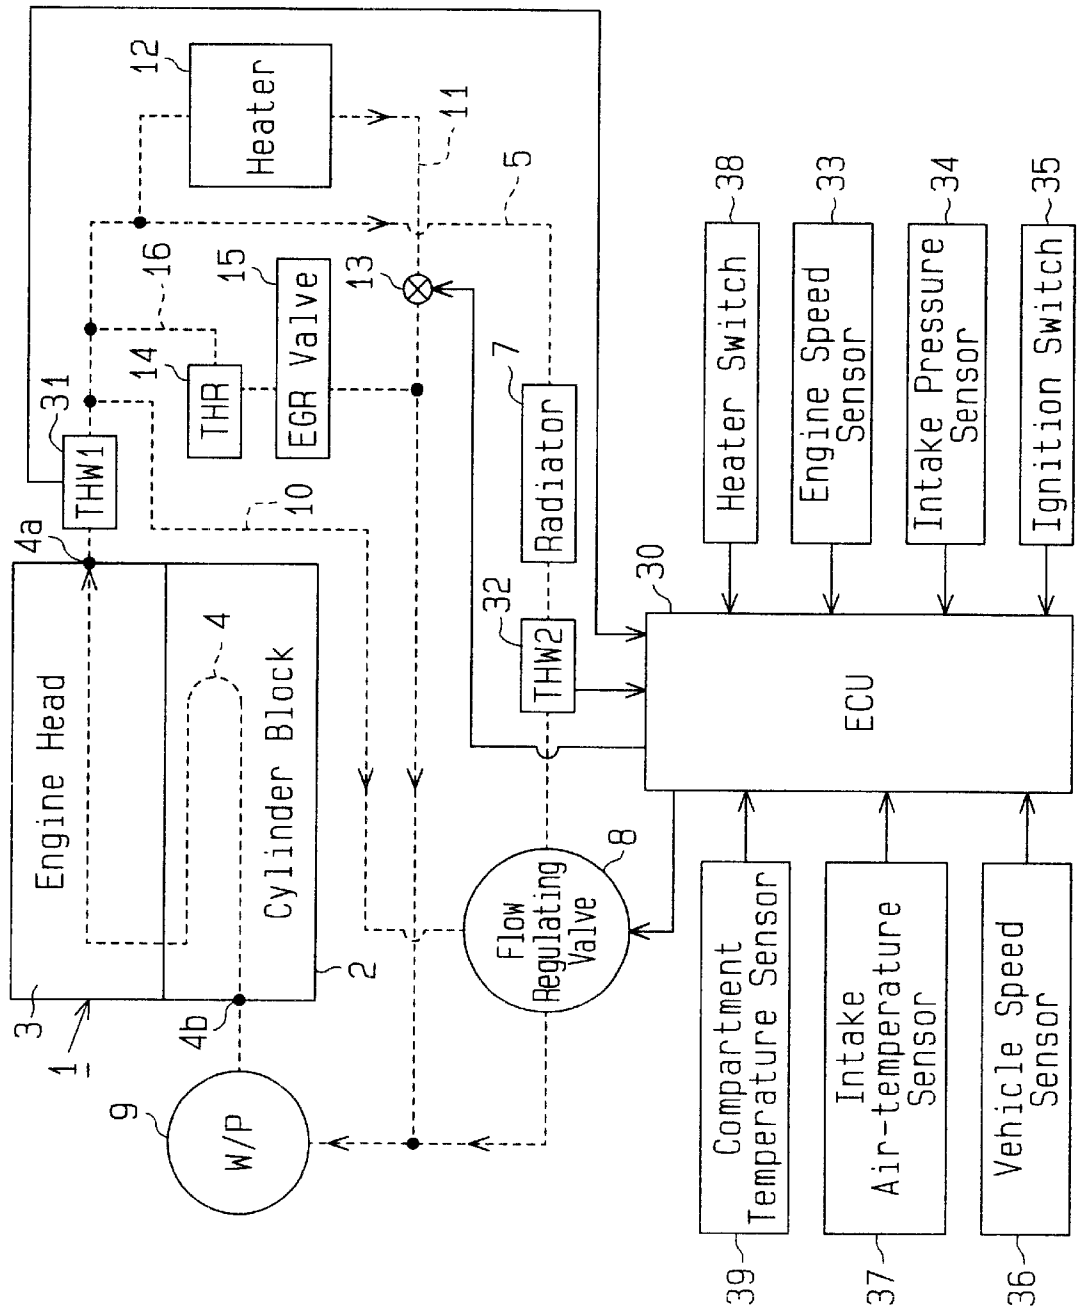 1
3
Engine Head
4
Cylinder Block
2
4a
4b
9
W/P
31
THW1
16
14
THR
15
EGR Valve
12
Heater
11
13
10
5
7
Radiator
32
THW2
8
Flow
Regulating
Valve
30
ECU
38
Heater Switch
33
Engine Speed
Sensor
34
Intake Pressure
Sensor
35
Ignition Switch
39
Compartment
Temperature Sensor
37
Intake
Air-temperature
Sensor
36
Vehicle Speed
Sensor